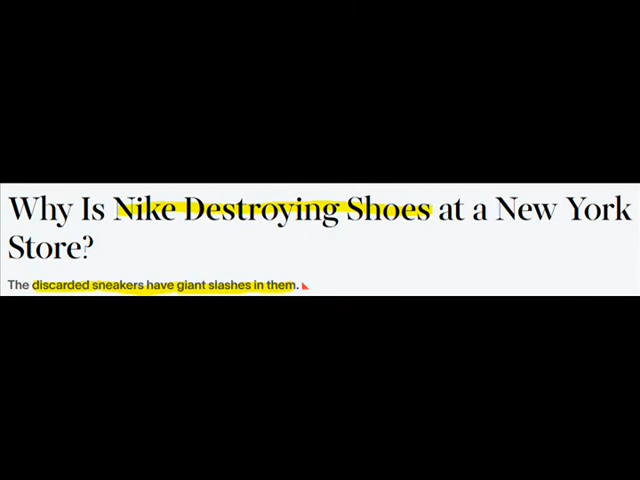 Why Is Nike Destroying Shoes at a New York
Store?
The discarded sneakers have giant slashes in them.